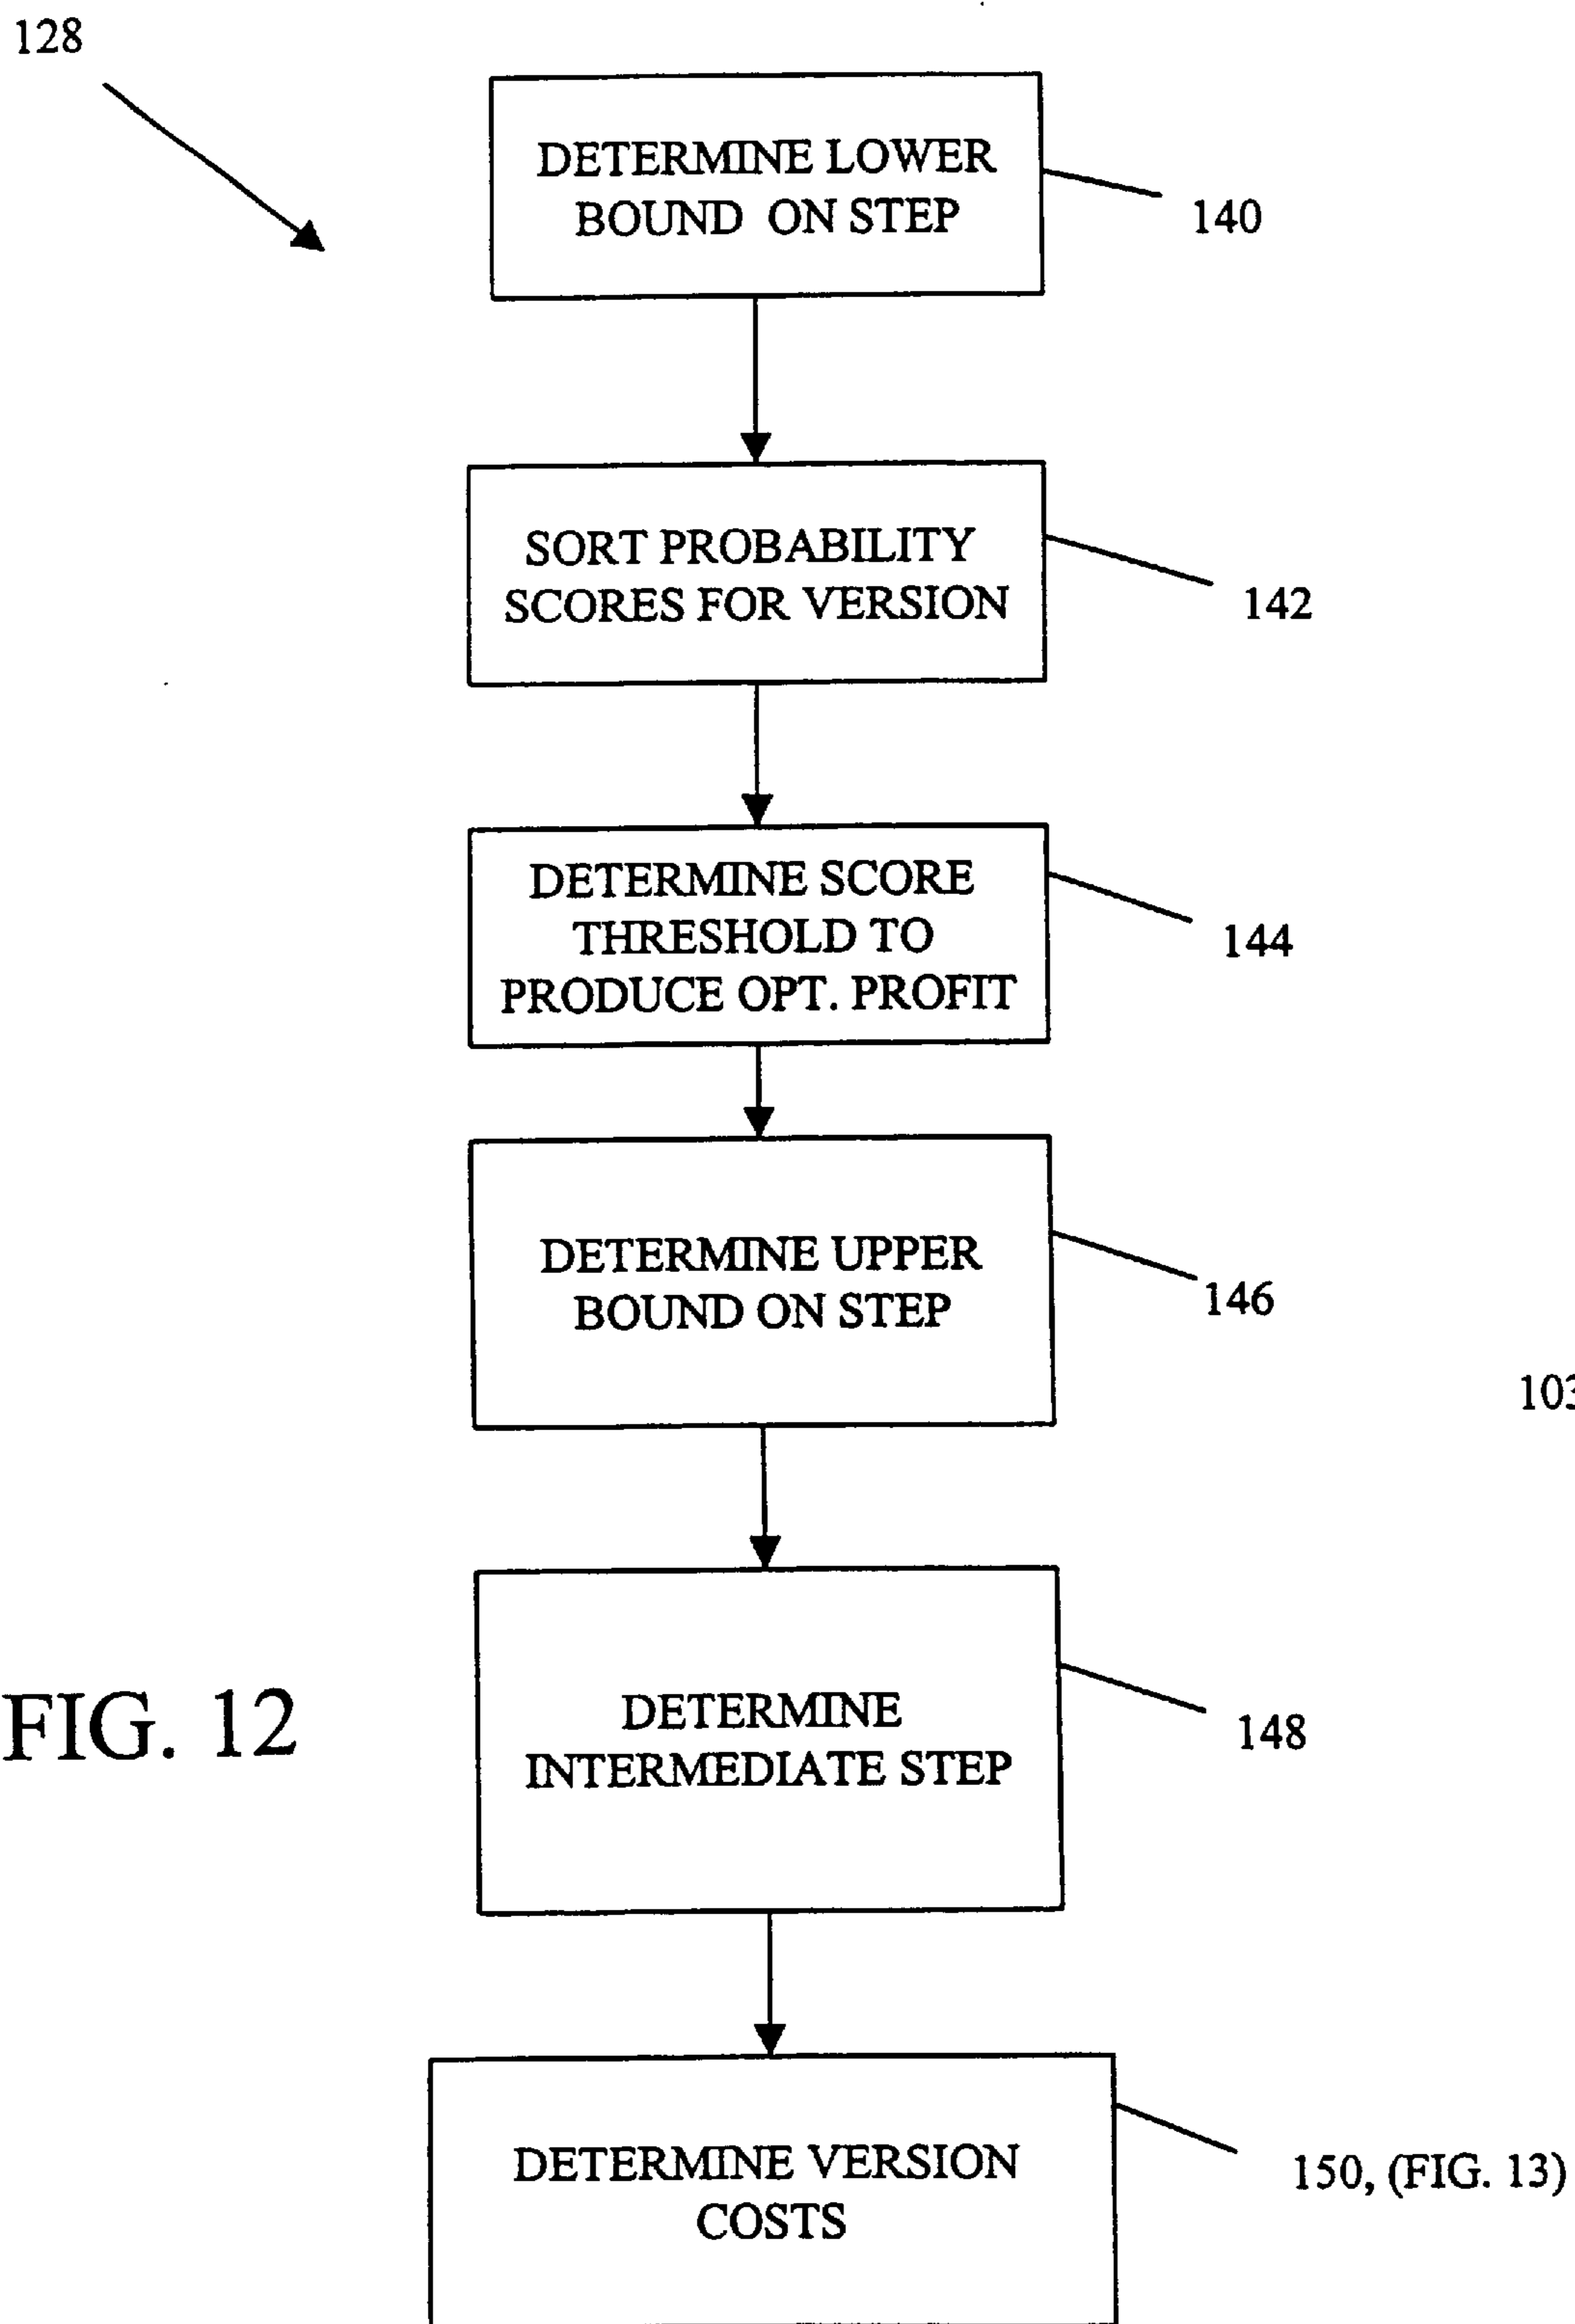 128
DETERMINE LOWER
BOUND ON STEP
140
SORT PROBABILITY
SCORES FOR VERSION
142
DETERMINE SCORE
THRESHOLD TO
PRODUCE OPT. PROFIT
144
DETERMINE UPPER
BOUND ON STEP
146
103
DETERMINE
INTERMEDIATE STEP
148
FIG. 12
DETERMINE VERSION
COSTS
150, (FIG. 13)